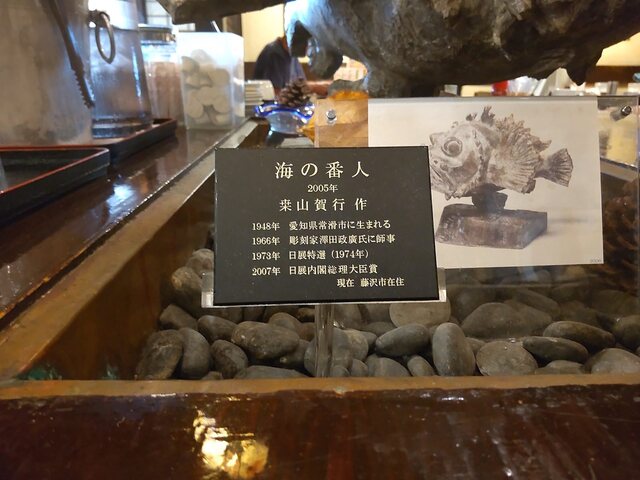 海の番人
2005年
桒山賀行 作
1948年 愛知県常滑市に生まれる
1966年 彫刻家澤田政廣氏に師事
1973年 日展特選（1974年）
2007年 日展内閣総理大臣賞
現在 藤沢市在住